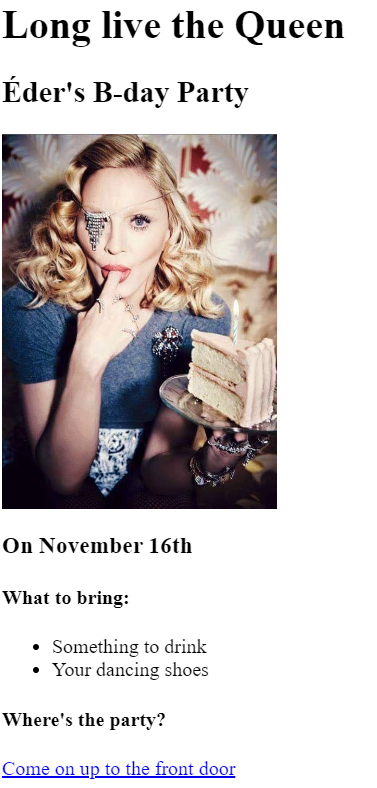 Long live the Queen
Éder's B-day Party
On November 16th
What to bring:
Something to drink
Your dancing shoes
Where's the party?
Come on up to the front door